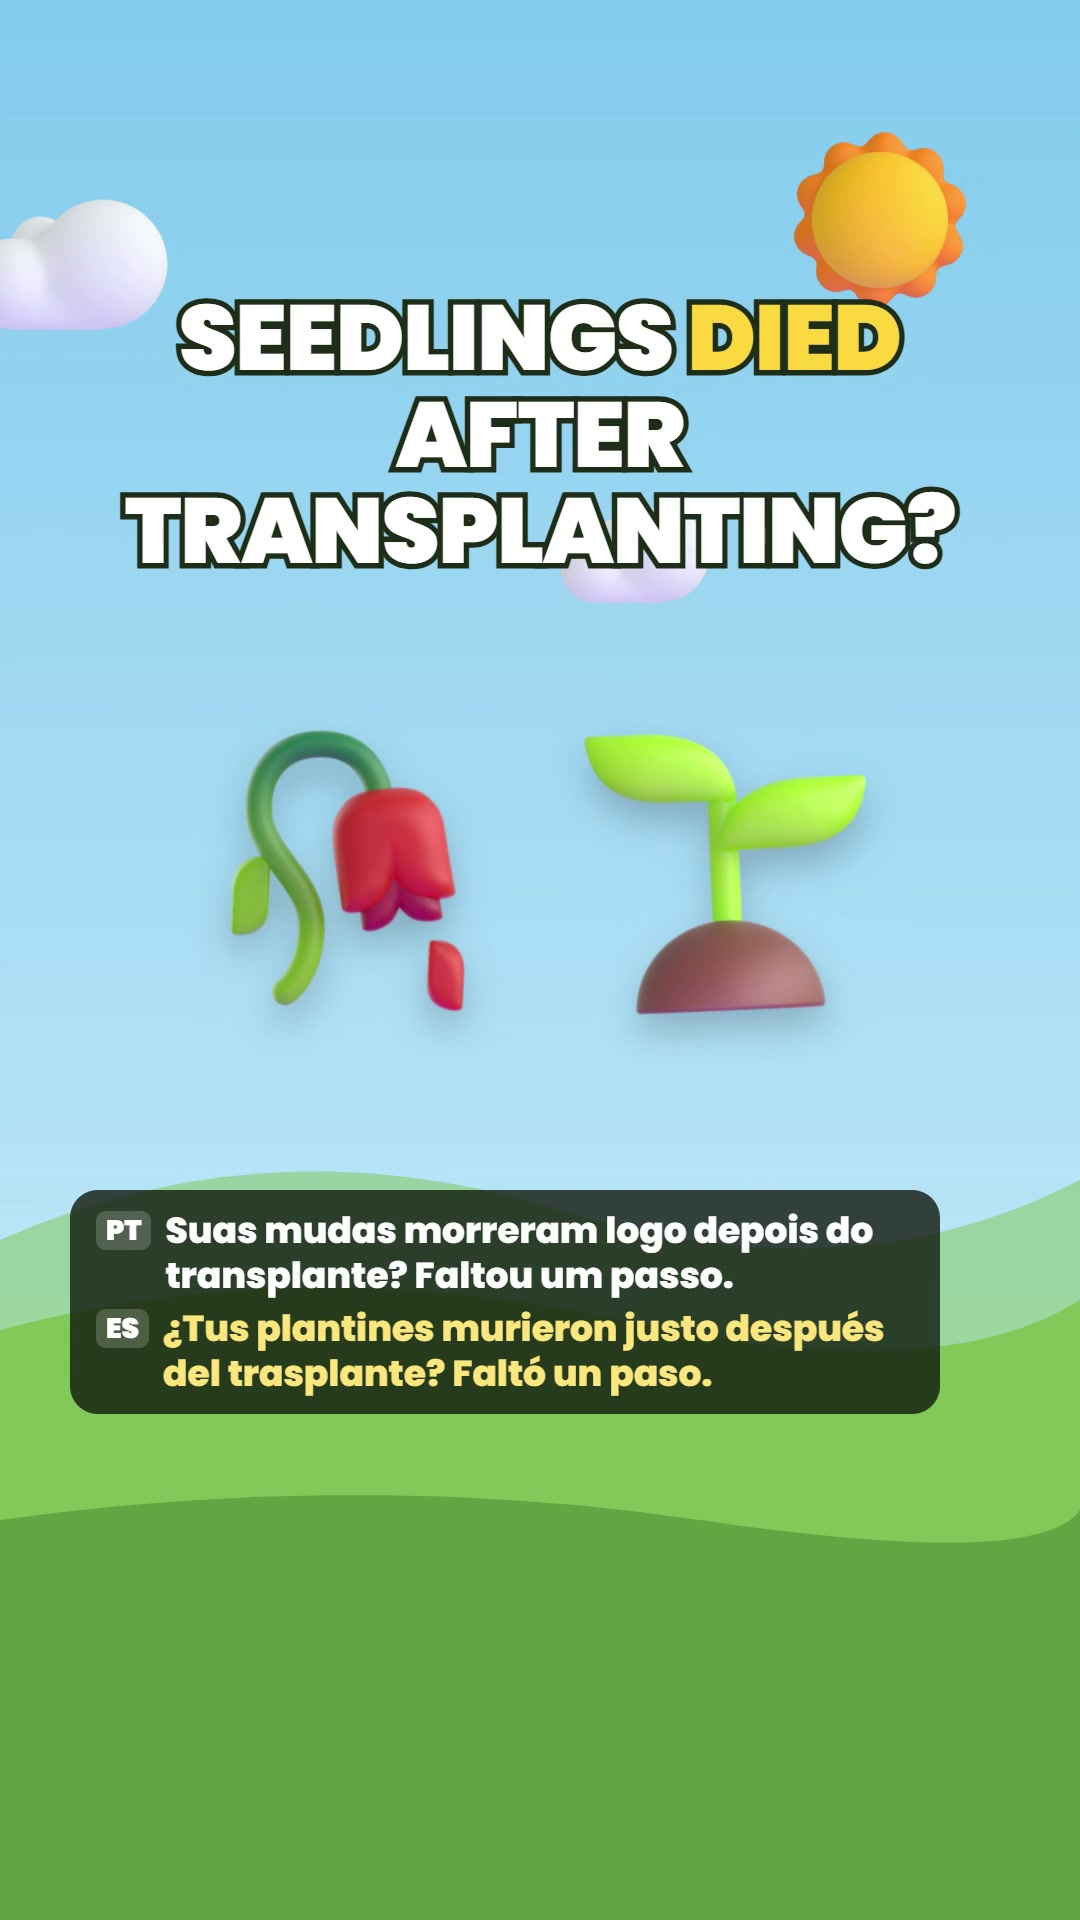 SEEDLINGS DIED
AFTER
TRANSPLANTING?
PT Suas mudas morreram logo depois do
transplante? Faltou um passo.
ES ¿Tus plantines murieron justo después
del trasplante? Faltó un paso.